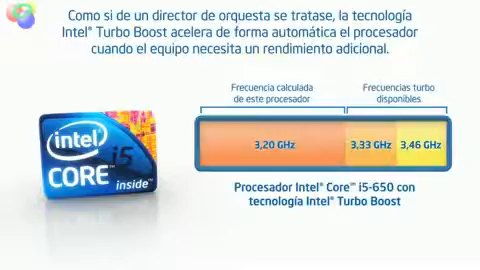 Como si de un director de orquesta se tratase, la tecnología
Intel® Turbo Boost acelera de forma automática el procesador
cuando el equipo necesita un rendimiento adicional.
Frecuencia calculada
de este procesador
Frecuencias turbo
disponibles
3,20 GHz
3,33 GHz
3,46 GHz
intel
i5
CORE™
inside™
Procesador Intel® Core™ i5-650 con
tecnología Intel® Turbo Boost